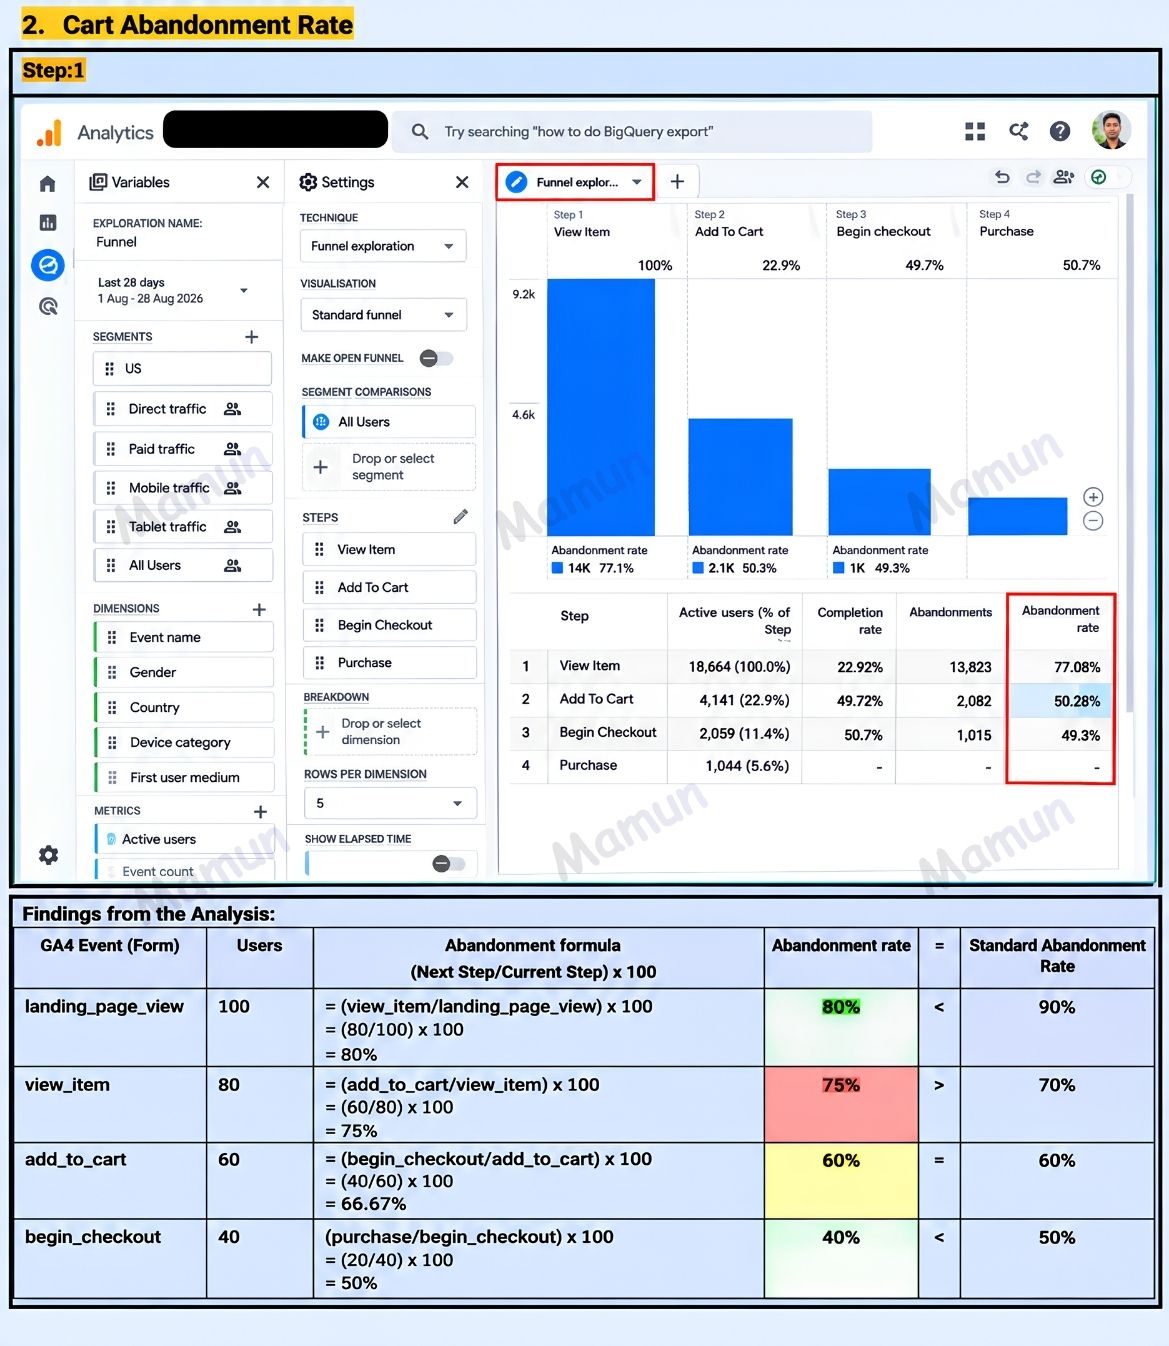 2. Cart Abandonment Rate
Step:1
Analytics
Try searching "how to do BigQuery export"
Variables
EXPLORATION NAME:
Funnel
Last 28 days
1 Aug - 28 Aug 2026
SEGMENTS
US
Direct traffic
Paid traffic
Mobile traffic
Tablet traffic
All Users
DIMENSIONS
Event name
Gender
Country
Device category
First user medium
METRICS
Active users
Event count
Settings
TECHNIQUE
Funnel exploration
VISUALISATION
Standard funnel
MAKE OPEN FUNNEL
SEGMENT COMPARISONS
All Users
Drop or select
segment
STEPS
View Item
Add To Cart
Begin Checkout
Purchase
BREAKDOWN
Drop or select
dimension
ROWS PER DIMENSION
5
SHOW ELAPSED TIME
Funnel explor...
Step 1 Step 2 Step 3 Step 4
View Item Add To Cart Begin checkout Purchase
100% 22.9% 49.7% 50.7%
9.2k
4.6k
Abandonment rate Abandonment rate Abandonment rate
14K 77.1% 2.1K 50.3% 1K 49.3%
Step Active users (% of Step Completion rate Abandonments Abandonment rate
1 View Item 18,664 (100.0%) 22.92% 13,823 77.08%
2 Add To Cart 4,141 (22.9%) 49.72% 2,082 50.28%
3 Begin Checkout 2,059 (11.4%) 50.7% 1,015 49.3%
4 Purchase 1,044 (5.6%) - - -
Mamun
Mamun
Mamun
Mamun
Mamun
Mamun
Findings from the Analysis:
GA4 Event (Form) Users Abandonment formula Abandonment rate = Standard Abandonment
(Next Step/Current Step) x 100 Rate
landing_page_view 100 = (view_item/landing_page_view) x 100 80% < 90%
= (80/100) x 100
= 80%
view_item 80 = (add_to_cart/view_item) x 100 75% > 70%
= (60/80) x 100
= 75%
add_to_cart 60 = (begin_checkout/add_to_cart) x 100 60% = 60%
= (40/60) x 100
= 66.67%
begin_checkout 40 (purchase/begin_checkout) x 100 40% < 50%
= (20/40) x 100
= 50%